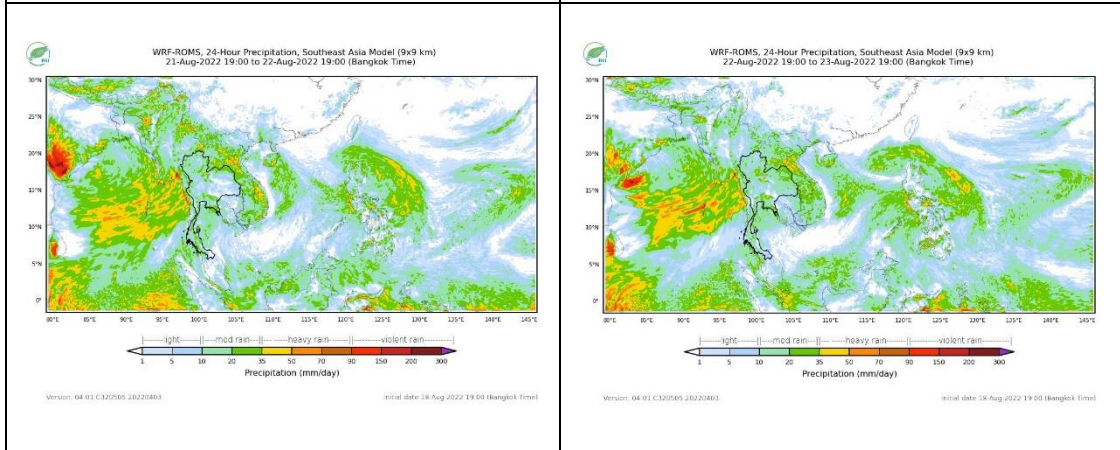 WRF-ROMS, 24-Hour Precipitation, Southeast Asia Model (9x9 km)
21-Aug-2022 19:00 to 22-Aug-2022 19:00 (Bangkok Time)
30°N
25°N
20°N
15°N
10°N
5°N
0°
80°E 85°E 90°E 95°E 100°E 105°E 110°E 115°E 120°E 125°E 130°E 135°E 140°E 145°E
light mod rain heavy rain violent rain
1 5 10 20 35 50 70 90 150 200 300
Precipitation (mm/day)
Version: 04.01 C320505 20220403 Initial date 18-Aug-2022 19:00 (Bangkok Time)
WRF-ROMS, 24-Hour Precipitation, Southeast Asia Model (9x9 km)
22-Aug-2022 19:00 to 23-Aug-2022 19:00 (Bangkok Time)
30°N
25°N
20°N
15°N
10°N
5°N
0°
80°E 85°E 90°E 95°E 100°E 105°E 110°E 115°E 120°E 125°E 130°E 135°E 140°E 145°E
light mod rain heavy rain violent rain
1 5 10 20 35 50 70 90 150 200 300
Precipitation (mm/day)
Version: 04.01 C320505 20220403 Initial date 18-Aug-2022 19:00 (Bangkok Time)